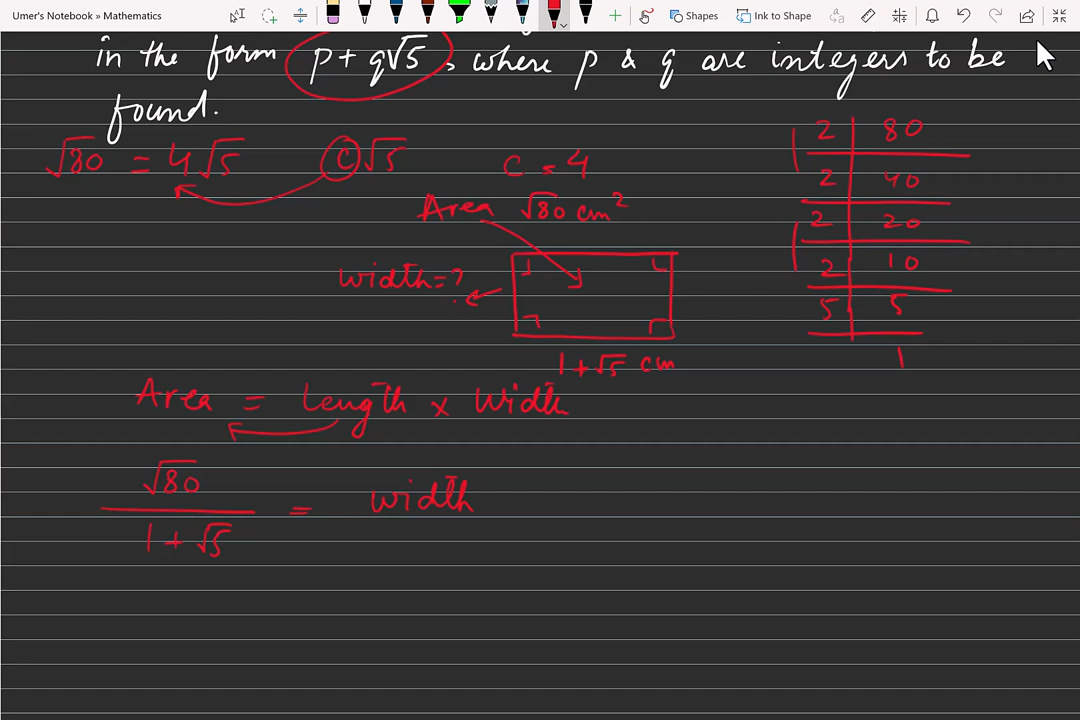 Umer's Notebook » Mathematics
Shapes
Ink to Shape
in the form p + q√5, where p & q are integers to be
found.
√80 = 4√5 c√5 c = 4
Area √80 cm²
width = ?
1 + √5 cm
2 | 80
2 | 40
2 | 20
2 | 10
5 | 5
1
Area = Length × Width
√80
1 + √5
= width